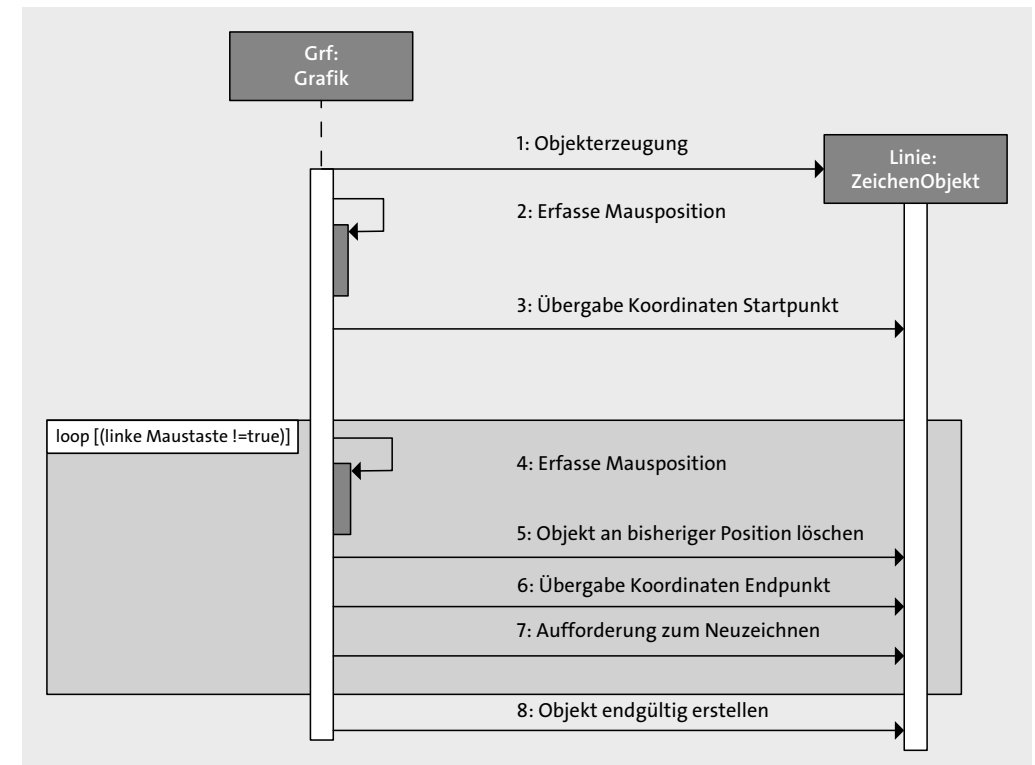 Grf:
Grafik
1: Objekterzeugung
Linie:
ZeichenObjekt
2: Erfasse Mausposition
3: Übergabe Koordinaten Startpunkt
loop [(linke Maustaste !=true)]
4: Erfasse Mausposition
5: Objekt an bisheriger Position löschen
6: Übergabe Koordinaten Endpunkt
7: Aufforderung zum Neuzeichnen
8: Objekt endgültig erstellen